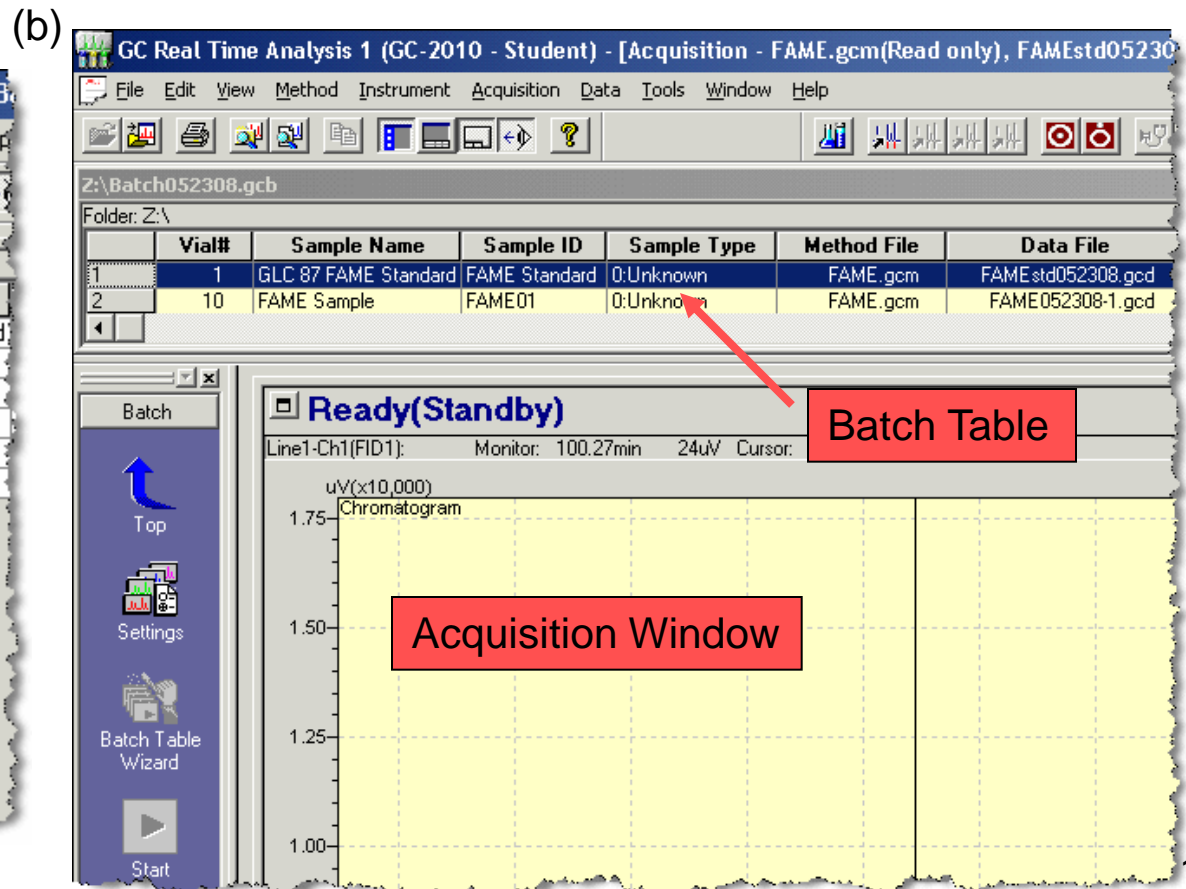 (b)
GC Real Time Analysis 1 (GC-2010 - Student) - [Acquisition - FAME.gcm(Read only), FAMEstd05230
File Edit View Method Instrument Acquisition Data Tools Window Help
Z:\Batch052308.gcb
Folder: Z:\
Vial# Sample Name Sample ID Sample Type Method File Data File
1 1 GLC 87 FAME Standard FAME Standard 0:Unknown FAME.gcm FAMEstd052308.gcd
2 10 FAME Sample FAME01 0:Unknown FAME.gcm FAME052308-1.gcd
Batch Table
Batch
Ready(Standby)
Line1-Ch1(FID1): Monitor: 100.27min 24uV Cursor:
uV(x10,000)
Chromatogram
1.75
Top
Acquisition Window
1.50
Settings
1.25
Batch Table
Wizard
1.00
Start